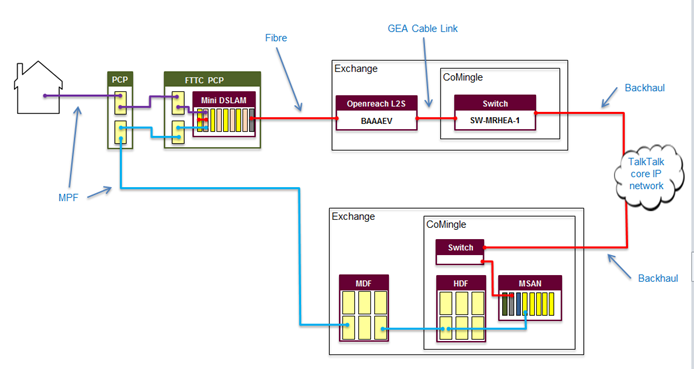 GEA Cable Link
Fibre
Exchange
PCP
FTTC PCP
CoMingle
Backhaul
Mini DSLAM
Openreach L2S
Switch
BAAAEV
SW-MRHEA-1
TalkTalk
core IP
network
MPF
Exchange
CoMingle
Switch
Backhaul
MDF
HDF
MSAN